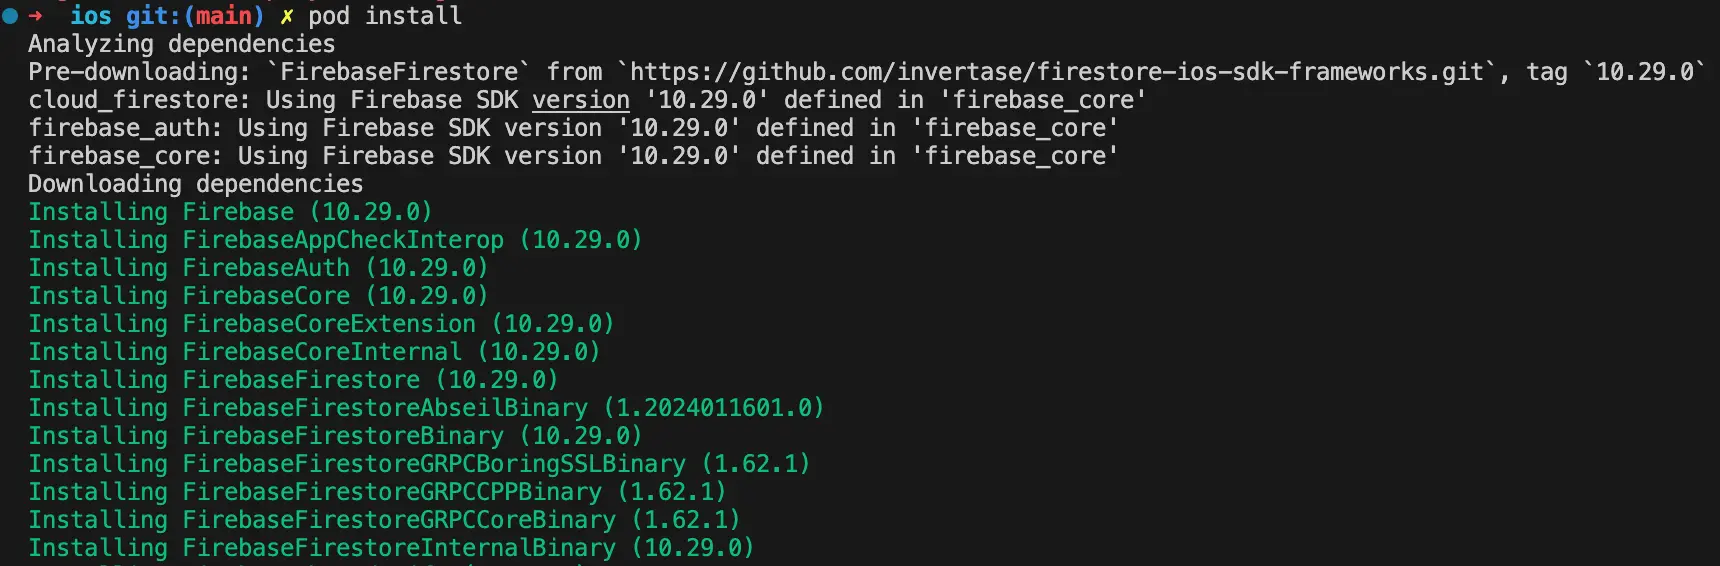 ➜  ios git:(main) ✗ pod install
Analyzing dependencies
Pre-downloading: `FirebaseFirestore` from `https://github.com/invertase/firestore-ios-sdk-frameworks.git`, tag `10.29.0`
cloud_firestore: Using Firebase SDK version '10.29.0' defined in 'firebase_core'
firebase_auth: Using Firebase SDK version '10.29.0' defined in 'firebase_core'
firebase_core: Using Firebase SDK version '10.29.0' defined in 'firebase_core'
Downloading dependencies
Installing Firebase (10.29.0)
Installing FirebaseAppCheckInterop (10.29.0)
Installing FirebaseAuth (10.29.0)
Installing FirebaseCore (10.29.0)
Installing FirebaseCoreExtension (10.29.0)
Installing FirebaseCoreInternal (10.29.0)
Installing FirebaseFirestore (10.29.0)
Installing FirebaseFirestoreAbseilBinary (1.2024011601.0)
Installing FirebaseFirestoreBinary (10.29.0)
Installing FirebaseFirestoreGRPCBoringSSLBinary (1.62.1)
Installing FirebaseFirestoreGRPCCPPBinary (1.62.1)
Installing FirebaseFirestoreGRPCCoreBinary (1.62.1)
Installing FirebaseFirestoreInternalBinary (10.29.0)